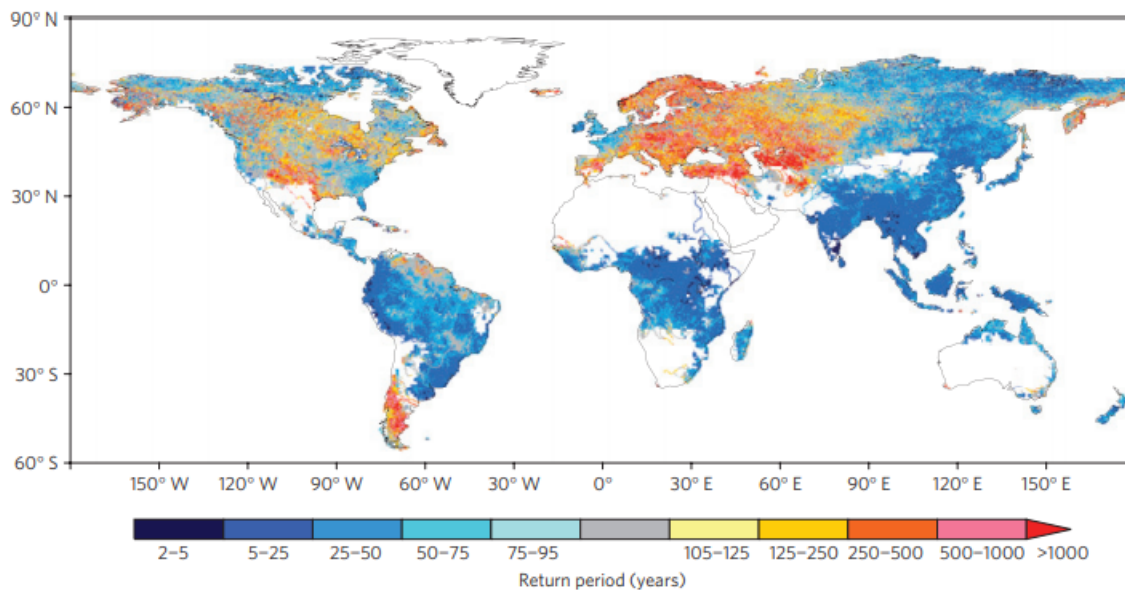 90° N
60° N
30° N
0°
30° S
60° S
150° W 120° W 90° W 60° W 30° W 0° 30° E 60° E 90° E 120° E 150° E
2–5 5–25 25–50 50–75 75–95 105–125 125–250 250–500 500–1000 >1000
Return period (years)